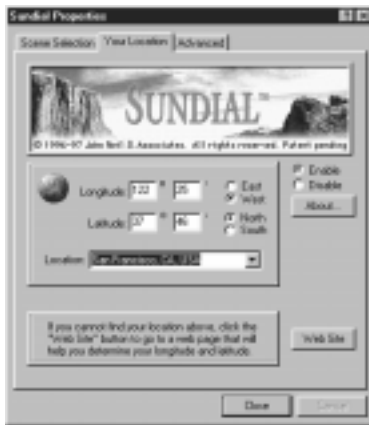 Sundial Properties
Scene Selection Your Location Advanced
SUNDIAL™
© 1996-97 John Neil & Associates. All rights reserved. Patent pending
Enable
Disable
About...
Longitude: 122 ° 25 ' East
West
Latitude: 37 ° 46 ' North
South
Location: San Francisco, CA, USA
If you cannot find your location above, click the
"Web Site" button to go to a web page that will
help you determine your longitude and latitude.
Web Site
Close
Cancel